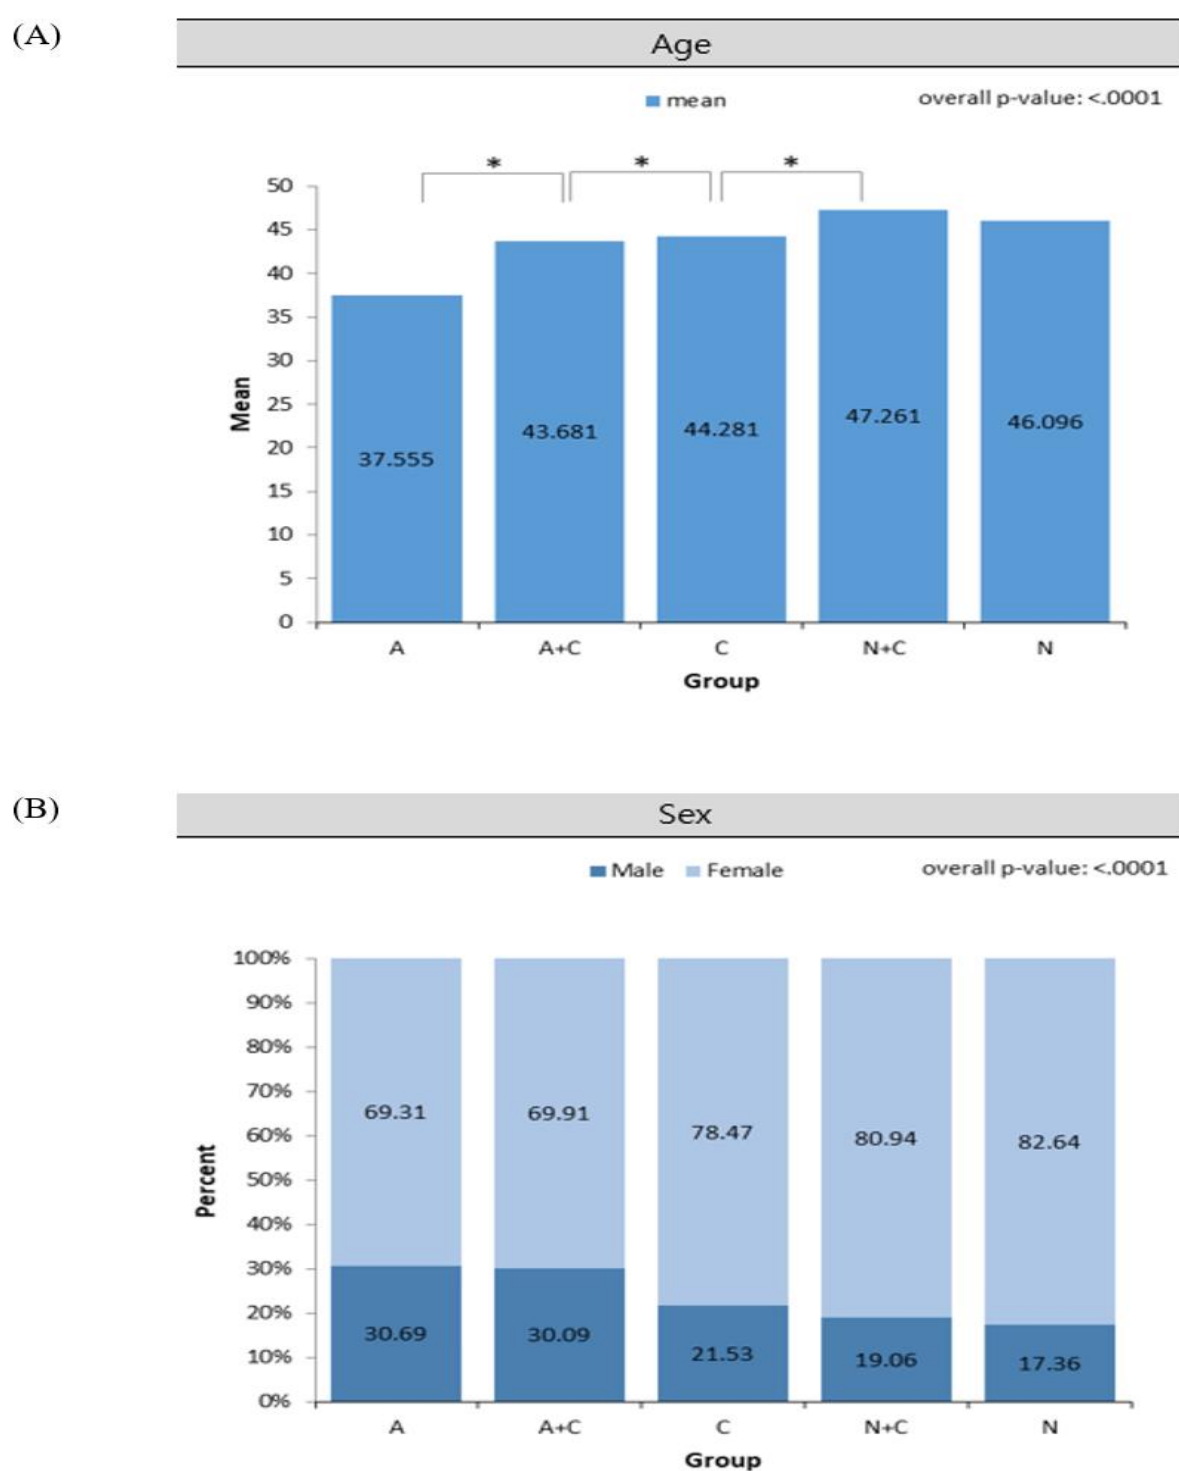 (A)
Age
mean
overall p-value: <.0001
* * *
50
45
40
35
30
25
20
15
10
5
0
Mean
37.555 43.681 44.281 47.261 46.096
A A+C C N+C N
Group
(B)
Sex
Male Female
overall p-value: <.0001
100%
90%
80%
70%
60%
50%
40%
30%
20%
10%
0%
Percent
69.31 69.91 78.47 80.94 82.64
30.69 30.09 21.53 19.06 17.36
A A+C C N+C N
Group